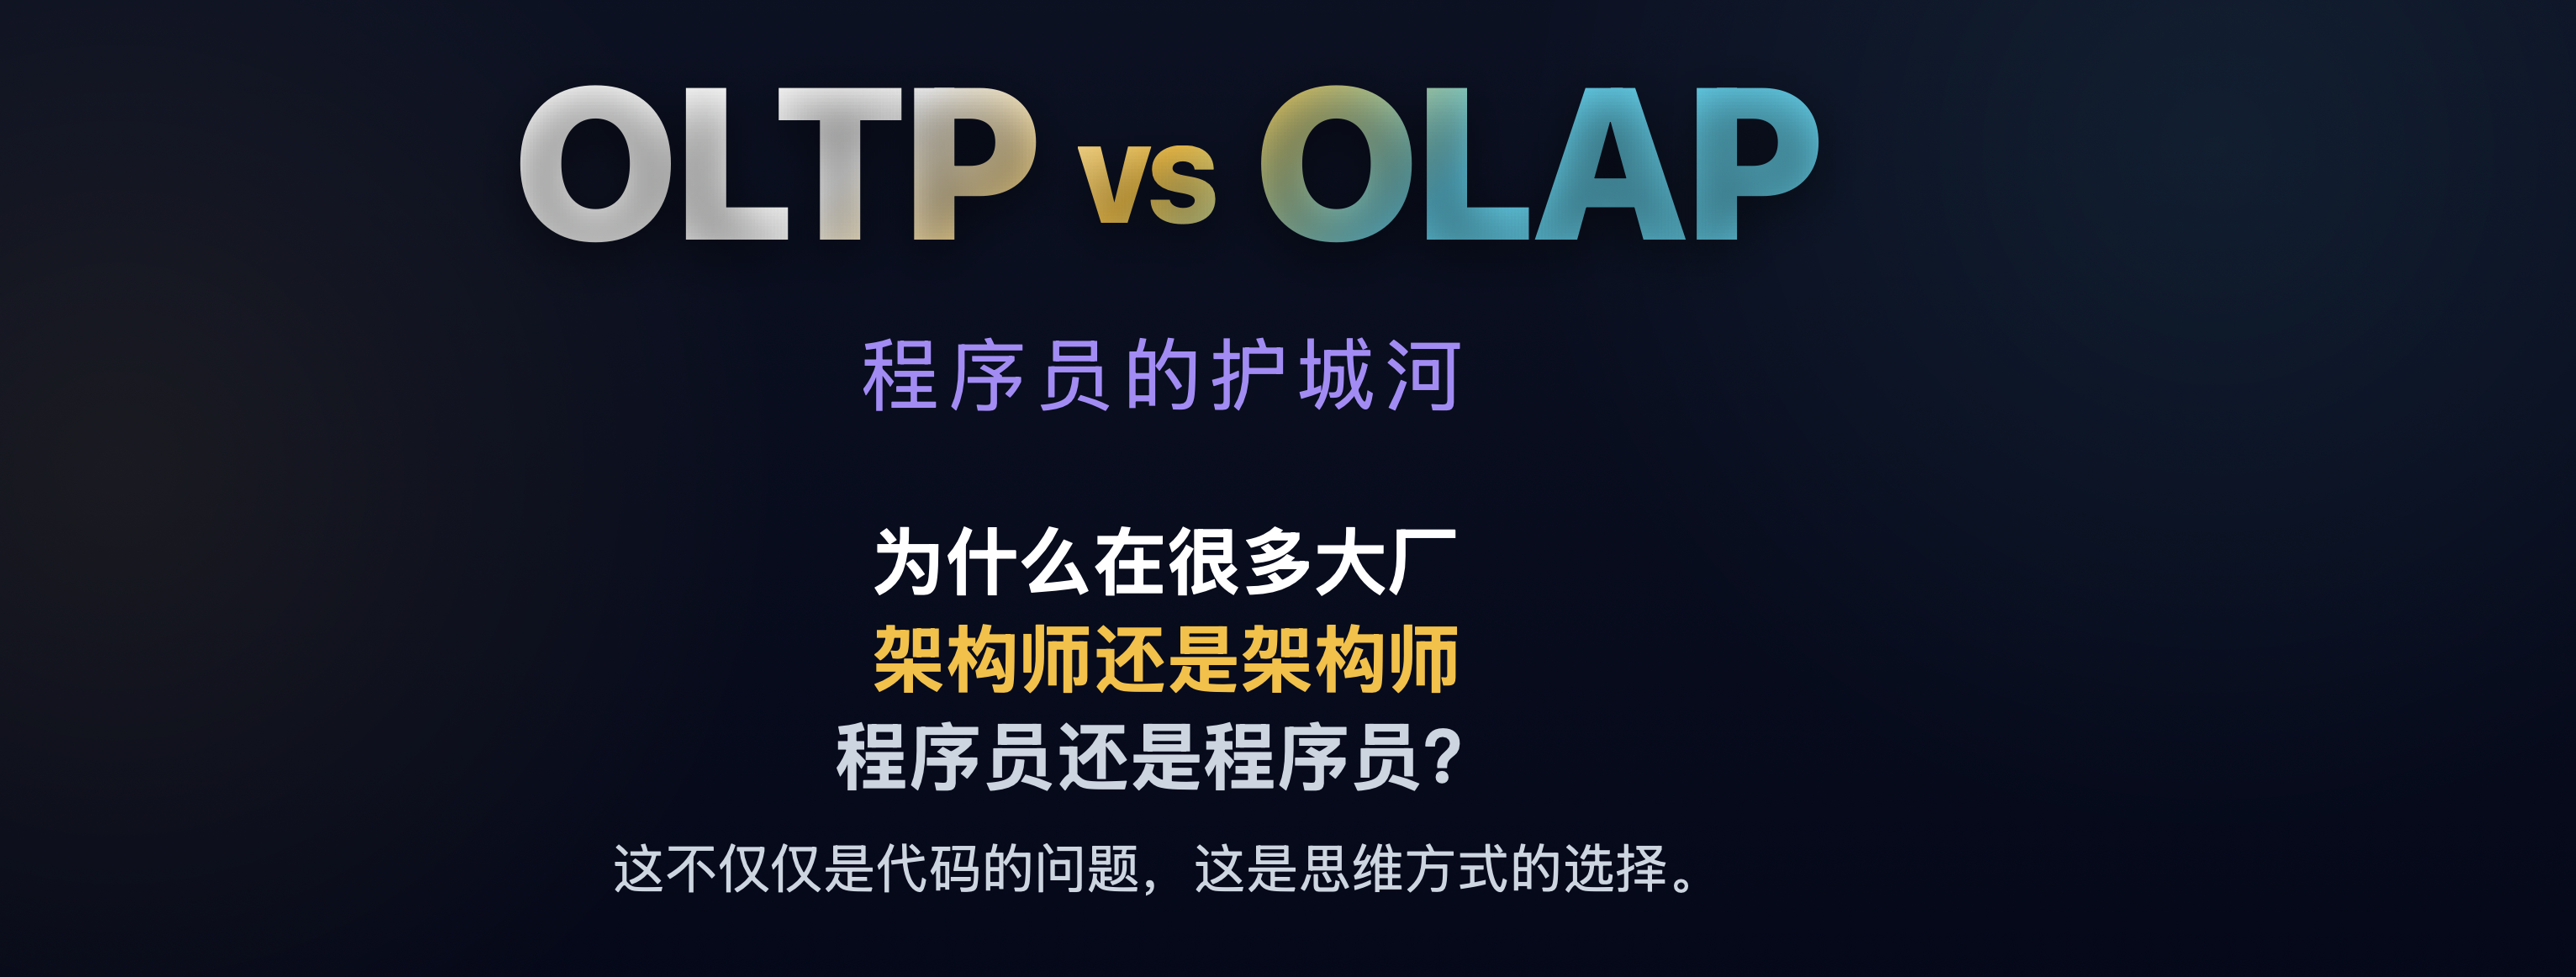 OLTP vs OLAP
程序员的护城河
为什么在很多大厂
架构师还是架构师
程序员还是程序员?
这不仅仅是代码的问题，这是思维方式的选择。